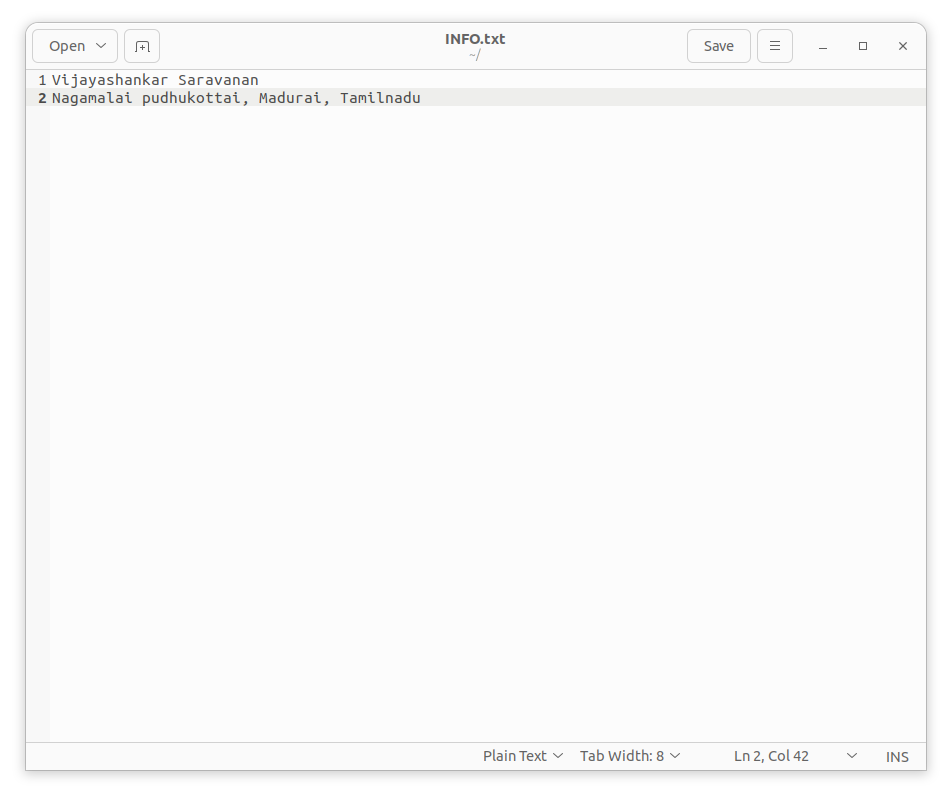 Open
INFO.txt
~/
Save
1 Vijayashankar Saravanan
2 Nagamalai pudhukottai, Madurai, Tamilnadu
Plain Text Tab Width: 8 Ln 2, Col 42 INS